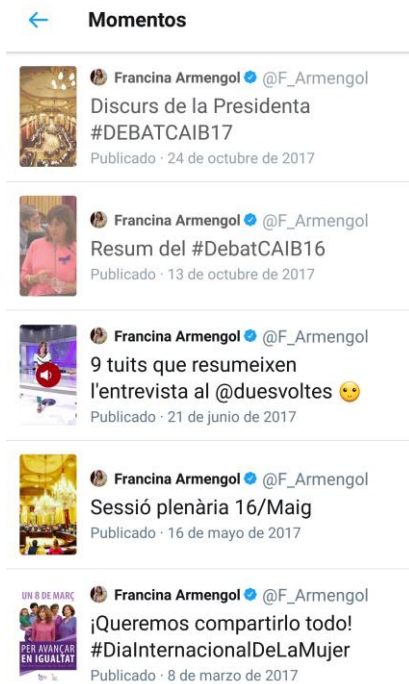 Momentos
Francina Armengol @F_Armengol
Discurs de la Presidenta
#DEBATCAIB17
Publicado · 24 de octubre de 2017
Francina Armengol @F_Armengol
Resum del #DebatCAIB16
Publicado · 13 de octubre de 2017
Francina Armengol @F_Armengol
9 tuits que resumeixen
l'entrevista al @duesvoltes
Publicado · 21 de junio de 2017
Francina Armengol @F_Armengol
Sessió plenària 16/Maig
Publicado · 16 de mayo de 2017
UN 8 DE MARÇ
PER AVANÇAR
EN IGUALTAT
Francina Armengol @F_Armengol
¡Queremos compartirlo todo!
#DiaInternacionalDeLaMujer
Publicado · 8 de marzo de 2017